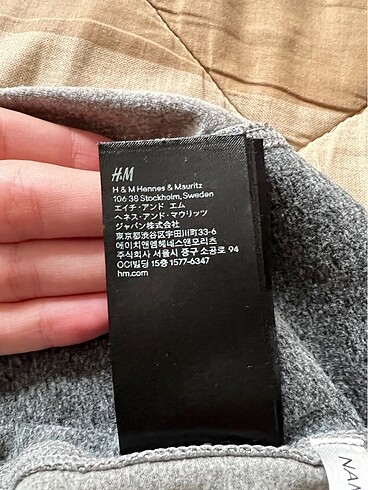 H&M
H & M Hennes & Mauritz
106 38 Stockholm, Sweden
エイチ・アンド エム
ヘネス・アンド・マウリッツ
ジャパン株式会社
東京都渋谷区宇田川町33-6
에이치앤엠헤네스앤모리츠
주식회사 서울시 중구 소공로 94
OCI빌딩 15층 1577-6347
hm.com
NAM